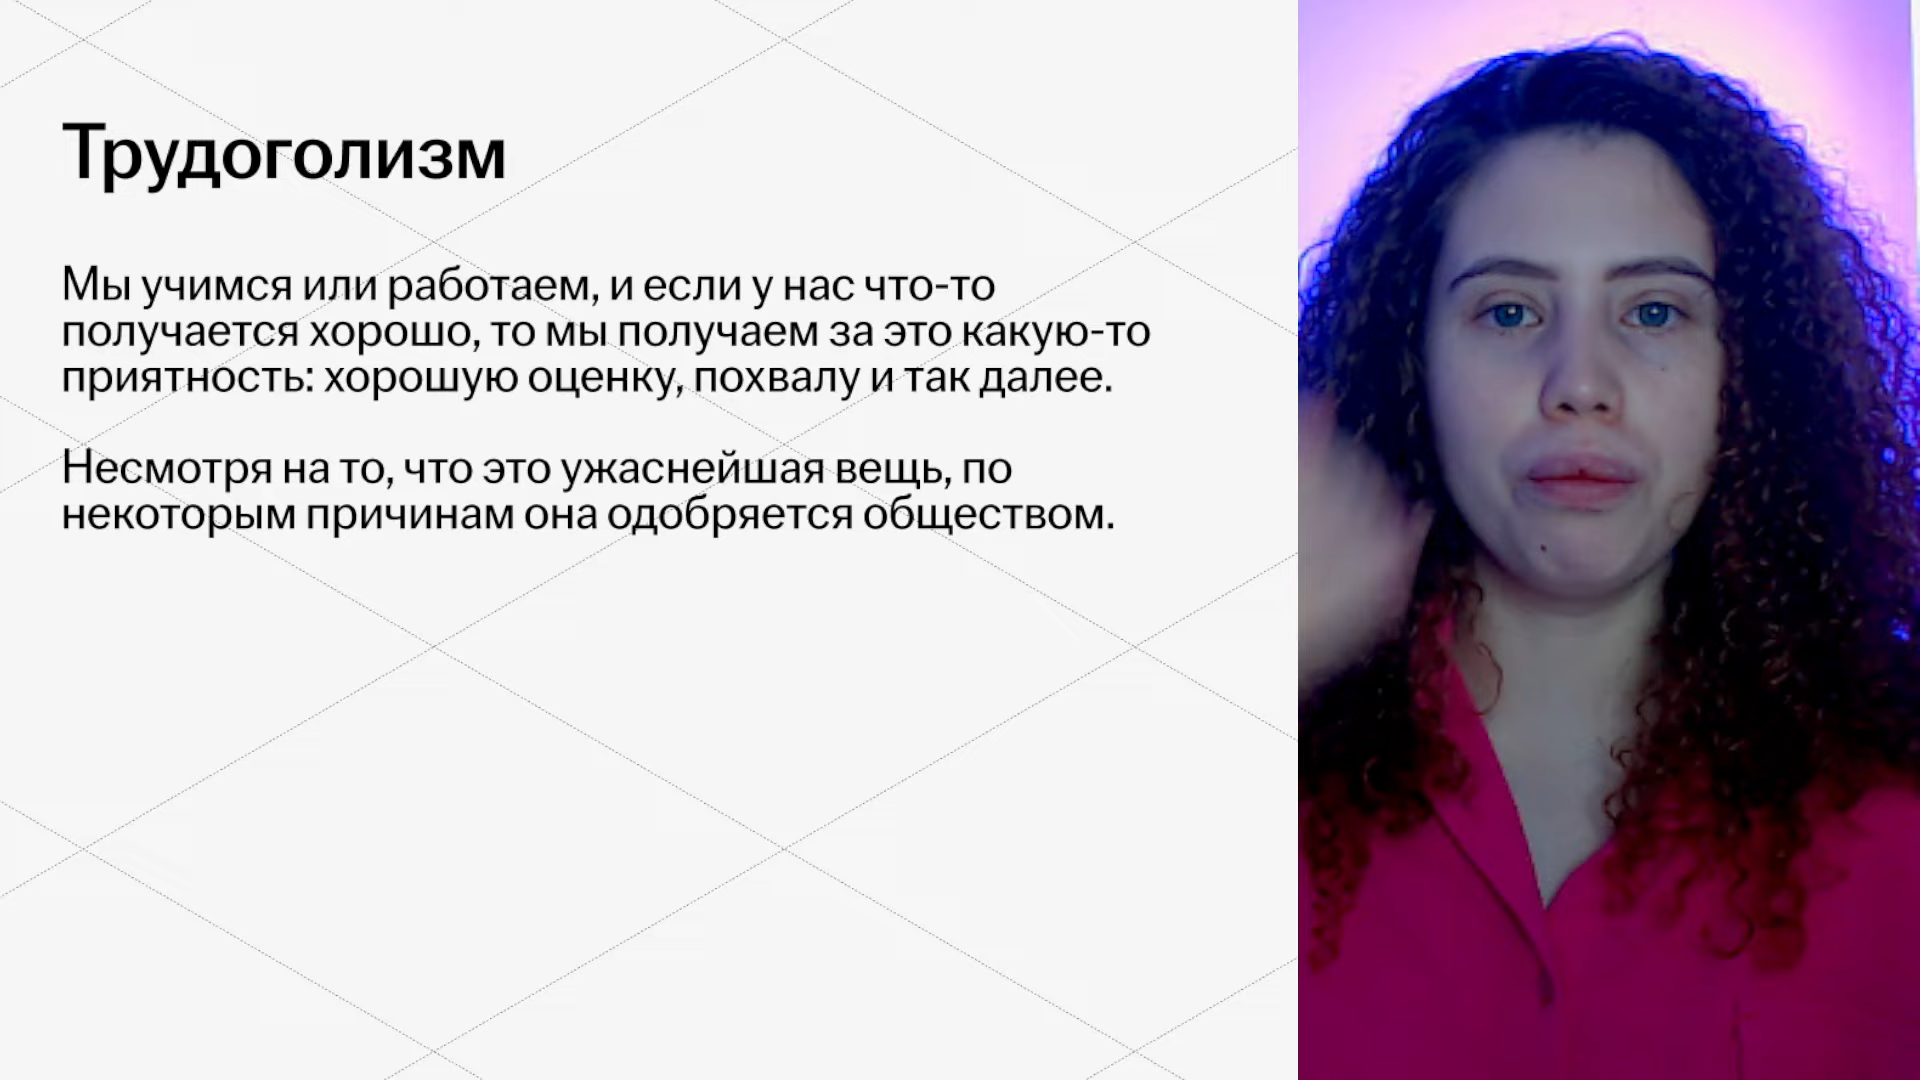 Трудоголизм
Мы учимся или работаем, и если у нас что-то
получается хорошо, то мы получаем за это какую-то
приятность: хорошую оценку, похвалу и так далее.
Несмотря на то, что это ужаснейшая вещь, по
некоторым причинам она одобряется обществом.